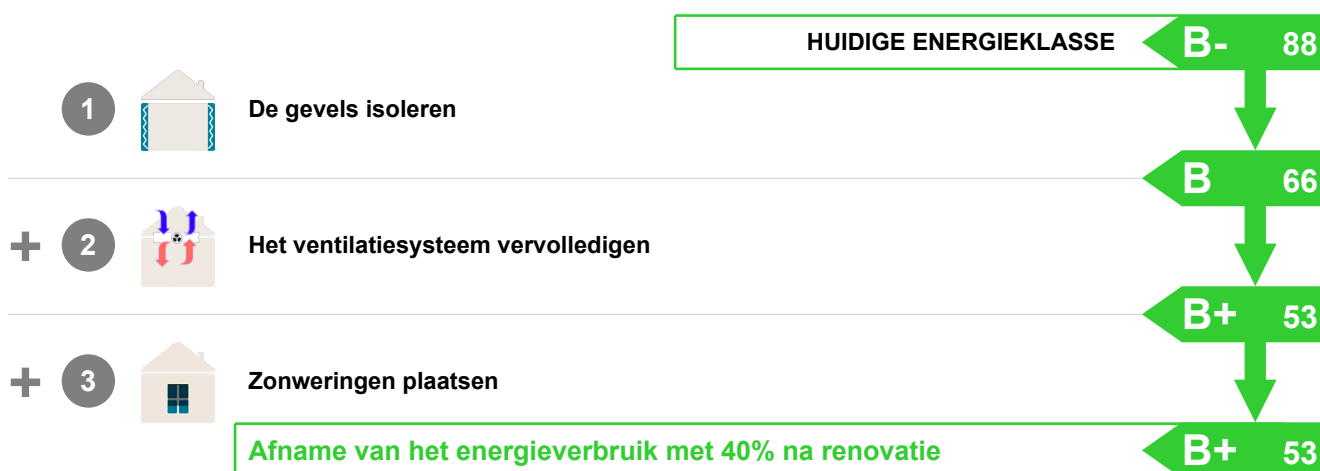 HUIDIGE ENERGIEKLASSE B- 88
1 De gevels isoleren
B 66
+ 2 Het ventilatiesysteem vervolledigen
B+ 53
+ 3 Zonweringen plaatsen
Afname van het energieverbruik met 40% na renovatie B+ 53